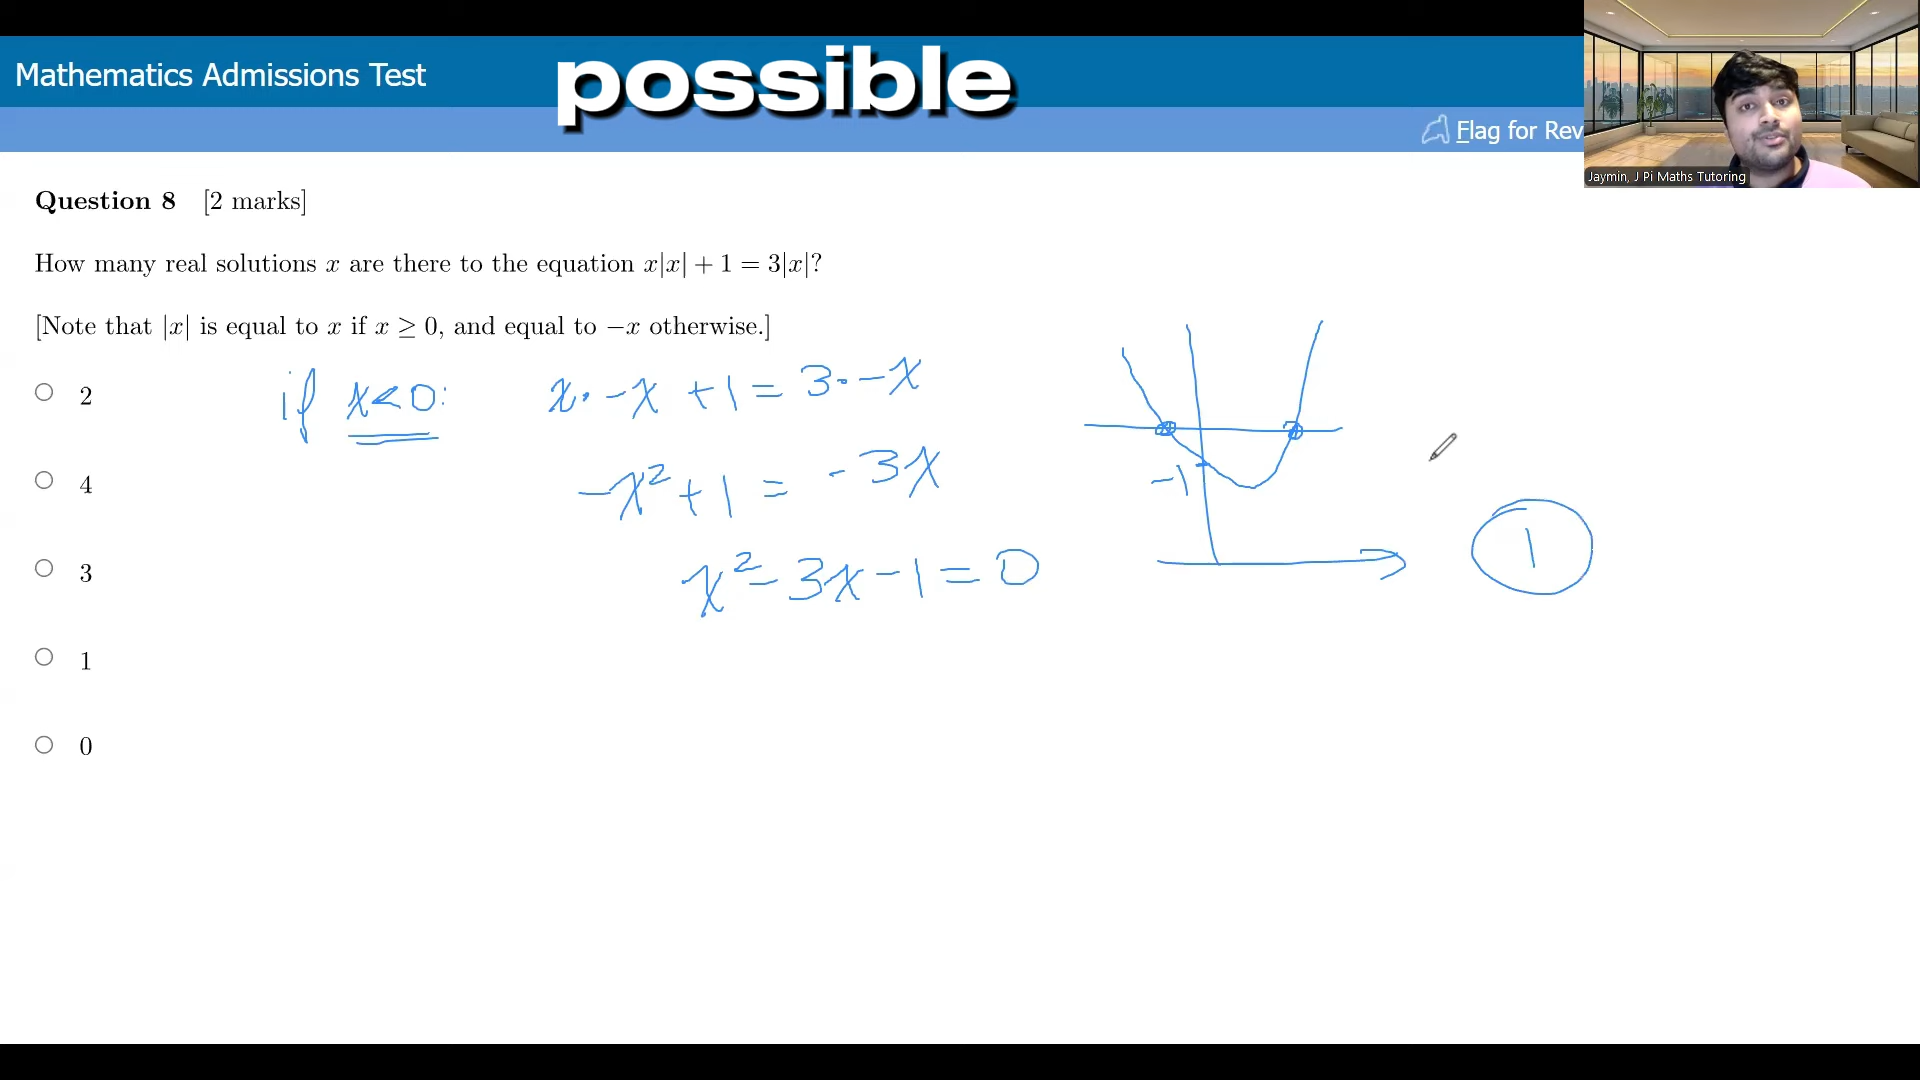 Mathematics Admissions Test
possible
Flag for Rev
Jaymin, J Pi Maths Tutoring
Question 8 [2 marks]
How many real solutions x are there to the equation x|x| + 1 = 3|x|?
[Note that |x| is equal to x if x ≥ 0, and equal to −x otherwise.]
if x<0: x·-x +1 = 3·-x
-x²+1 = -3x
x²-3x-1=0
-1
1
2
4
3
1
0